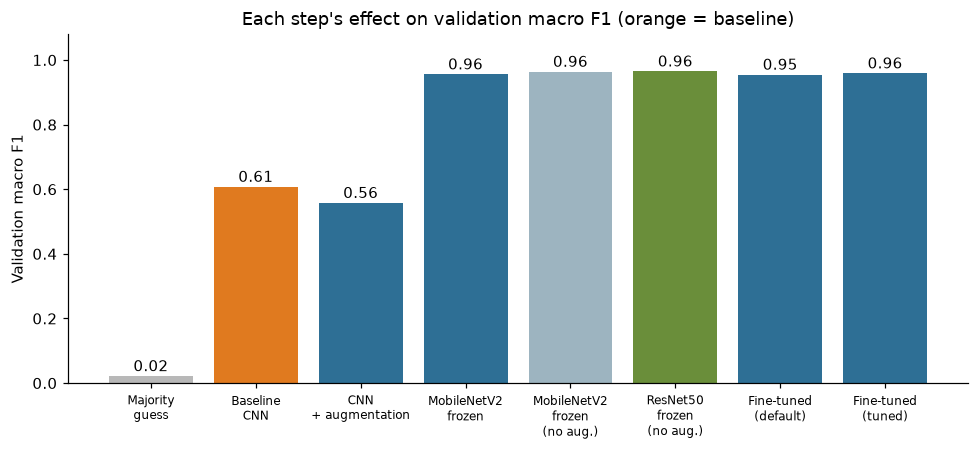 Each step's effect on validation macro F1 (orange = baseline)
Validation macro F1
1.0
0.8
0.6
0.4
0.2
0.0
0.02
0.61
0.56
0.96
0.96
0.96
0.95
0.96
Majority
guess
Baseline
CNN
CNN
+ augmentation
MobileNetV2
frozen
MobileNetV2
frozen
(no aug.)
ResNet50
frozen
(no aug.)
Fine-tuned
(default)
Fine-tuned
(tuned)